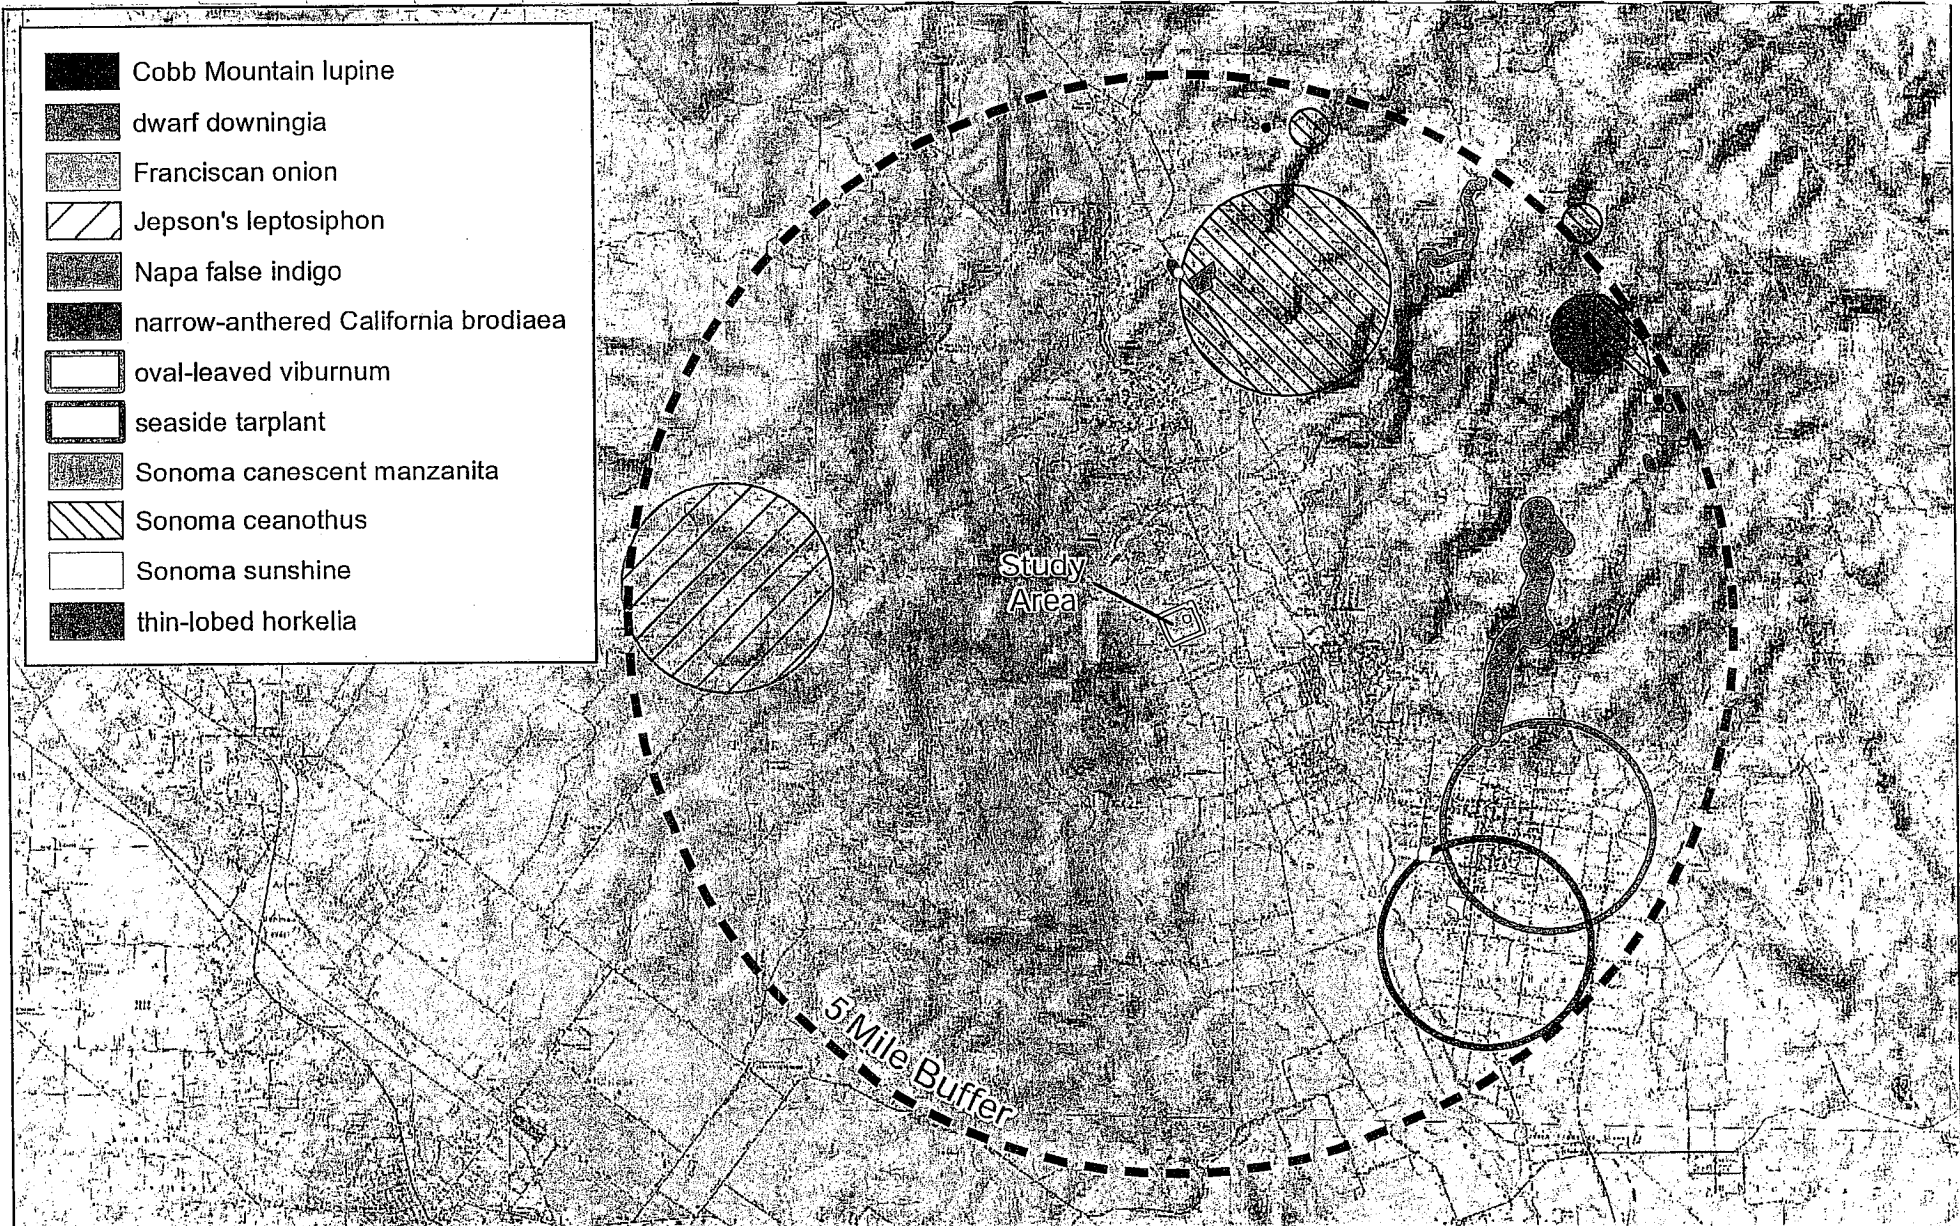 Cobb Mountain lupine
dwarf downingia
Franciscan onion
Jepson's leptosiphon
Napa false indigo
narrow-anthered California brodiaea
oval-leaved viburnum
seaside tarplant
Sonoma canescent manzanita
Sonoma ceanothus
Sonoma sunshine
thin-lobed horkelia
Study
Area
5 Mile Buffer